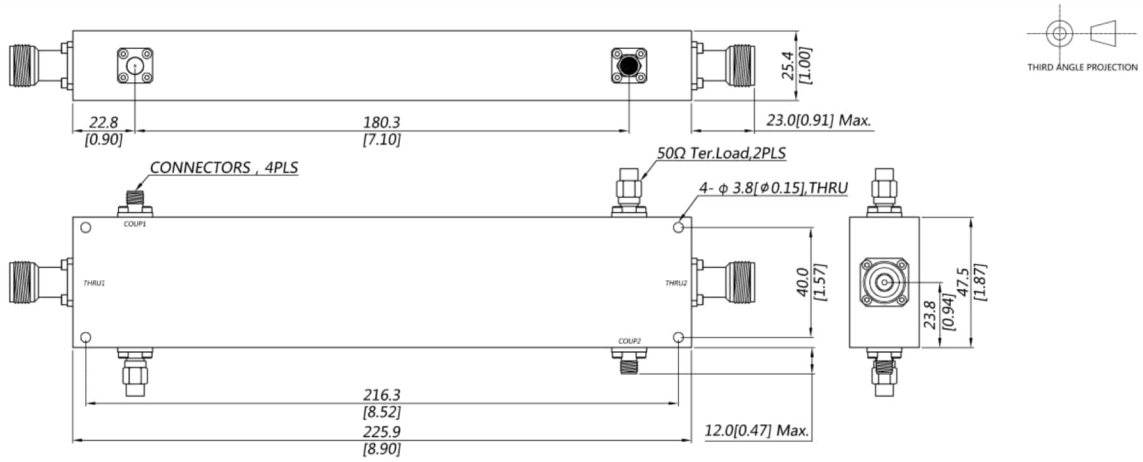 25.4
[1.00]
THIRD ANGLE PROJECTION
22.8
[0.90]
180.3
[7.10]
23.0[0.91] Max.
CONNECTORS , 4PLS
50Ω Ter.Load,2PLS
4- φ 3.8[φ0.15],THRU
COUP1
THRU1
THRU2
40.0
[1.57]
23.8
[0.94]
47.5
[1.87]
COUP2
216.3
[8.52]
225.9
[8.90]
12.0[0.47] Max.